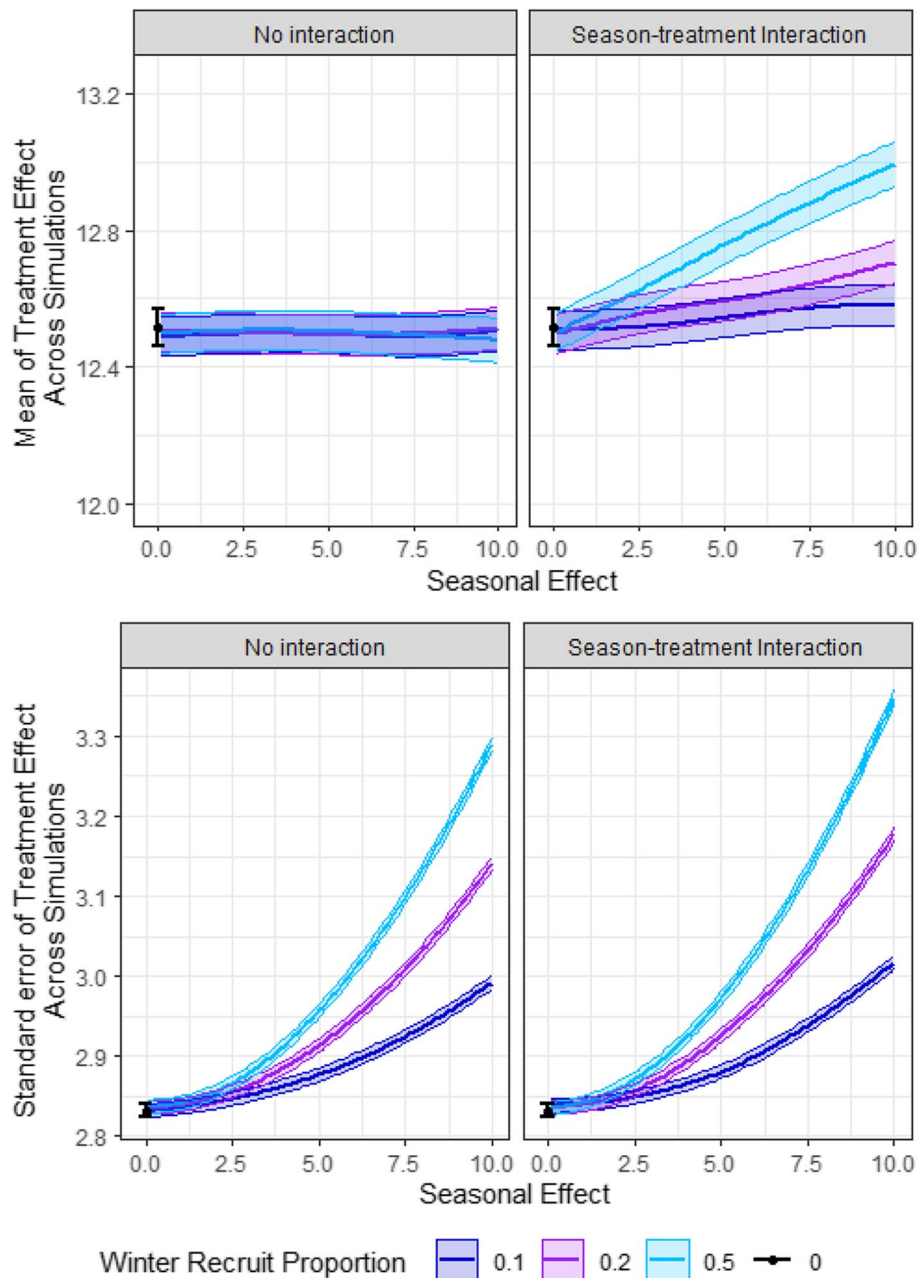 No interaction
Season-treatment Interaction
Mean of Treatment Effect
Across Simulations
13.2
12.8
12.4
12.0
0.0 2.5 5.0 7.5 10.0
0.0 2.5 5.0 7.5 10.0
Seasonal Effect
No interaction
Season-treatment Interaction
Standard error of Treatment Effect
Across Simulations
3.3
3.2
3.1
3.0
2.9
2.8
0.0 2.5 5.0 7.5 10.0
0.0 2.5 5.0 7.5 10.0
Seasonal Effect
Winter Recruit Proportion 0.1 0.2 0.5 0